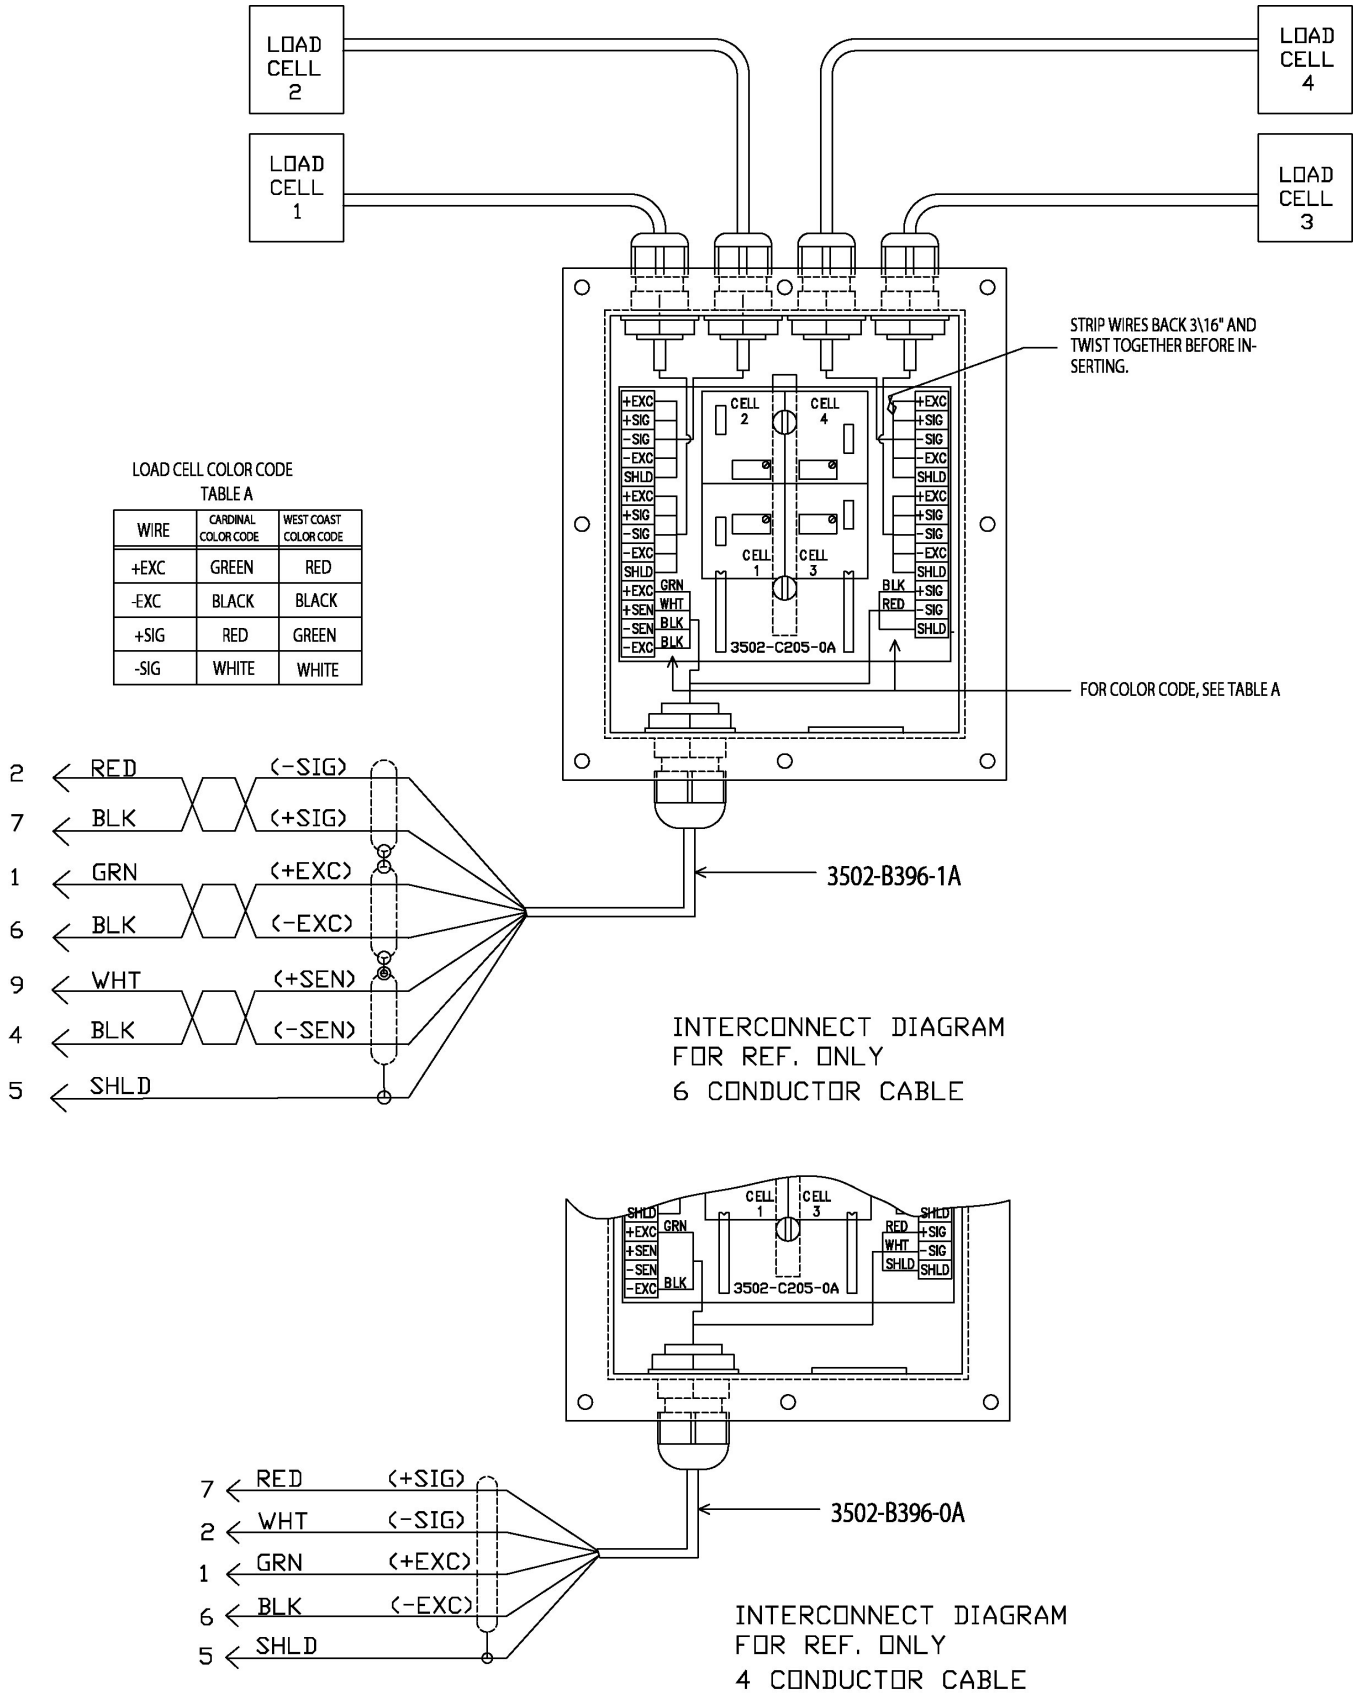 LOAD
CELL
2
LOAD
CELL
4
LOAD
CELL
1
LOAD
CELL
3
STRIP WIRES BACK 3\16" AND
TWIST TOGETHER BEFORE IN-
SERTING.
+EXC
+SIG
-SIG
-EXC
SHLD
+EXC
+SIG
-SIG
-EXC
SHLD
+EXC GRN
+SEN WHT
-SEN BLK
-EXC BLK
CELL
2
CELL
4
CELL
1
CELL
3
3502-C205-0A
+EXC
+SIG
-SIG
-EXC
SHLD
+EXC
+SIG
-SIG
-EXC
SHLD
BLK +SIG
RED -SIG
SHLD
FOR COLOR CODE, SEE TABLE A
LOAD CELL COLOR CODE
TABLE A
WIRE CARDINAL COLOR CODE WEST COAST COLOR CODE
+EXC GREEN RED
-EXC BLACK BLACK
+SIG RED GREEN
-SIG WHITE WHITE
2 RED (-SIG)
7 BLK (+SIG)
1 GRN (+EXC)
6 BLK (-EXC)
9 WHT (+SEN)
4 BLK (-SEN)
5 SHLD
3502-B396-1A
INTERCONNECT DIAGRAM
FOR REF. ONLY
6 CONDUCTOR CABLE
SHLD
+EXC GRN
+SEN
-SEN
-EXC BLK
CELL
1
CELL
3
3502-C205-0A
SHLD
RED +SIG
WHT -SIG
SHLD SHLD
7 RED (+SIG)
2 WHT (-SIG)
1 GRN (+EXC)
6 BLK (-EXC)
5 SHLD
3502-B396-0A
INTERCONNECT DIAGRAM
FOR REF. ONLY
4 CONDUCTOR CABLE